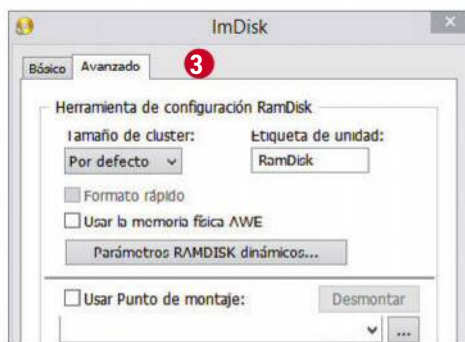 ImDisk
Básico Avanzado 3
Herramienta de configuración RamDisk
Tamaño de cluster: Etiqueta de unidad:
Por defecto RamDisk
Formato rápido
Usar la memoria física AWE
Parámetros RAMDISK dinámicos...
Usar Punto de montaje: Desmontar
...